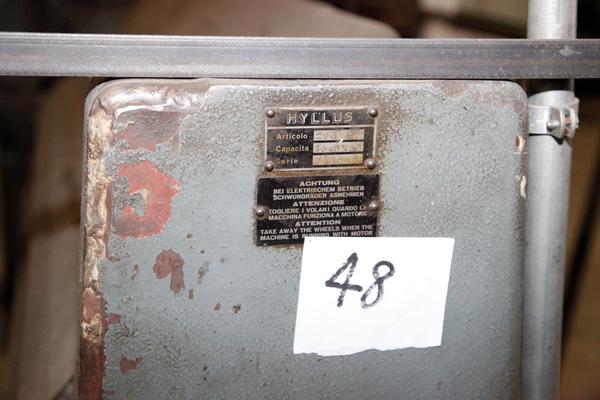 HYLLUS
Articolo
Capacita
Serie
ACHTUNG
BEI ELEKTRISCHEM BETRIEB
SCHWUNGRÄDER ABNEHMEN
ATTENZIONE
TOGLIERE I VOLANI QUANDO LA
MACCHINA FUNZIONA A MOTORE
ATTENTION
TAKE AWAY THE WHEELS WHEN THE
MACHINE IS RUNNING WITH MOTOR
48